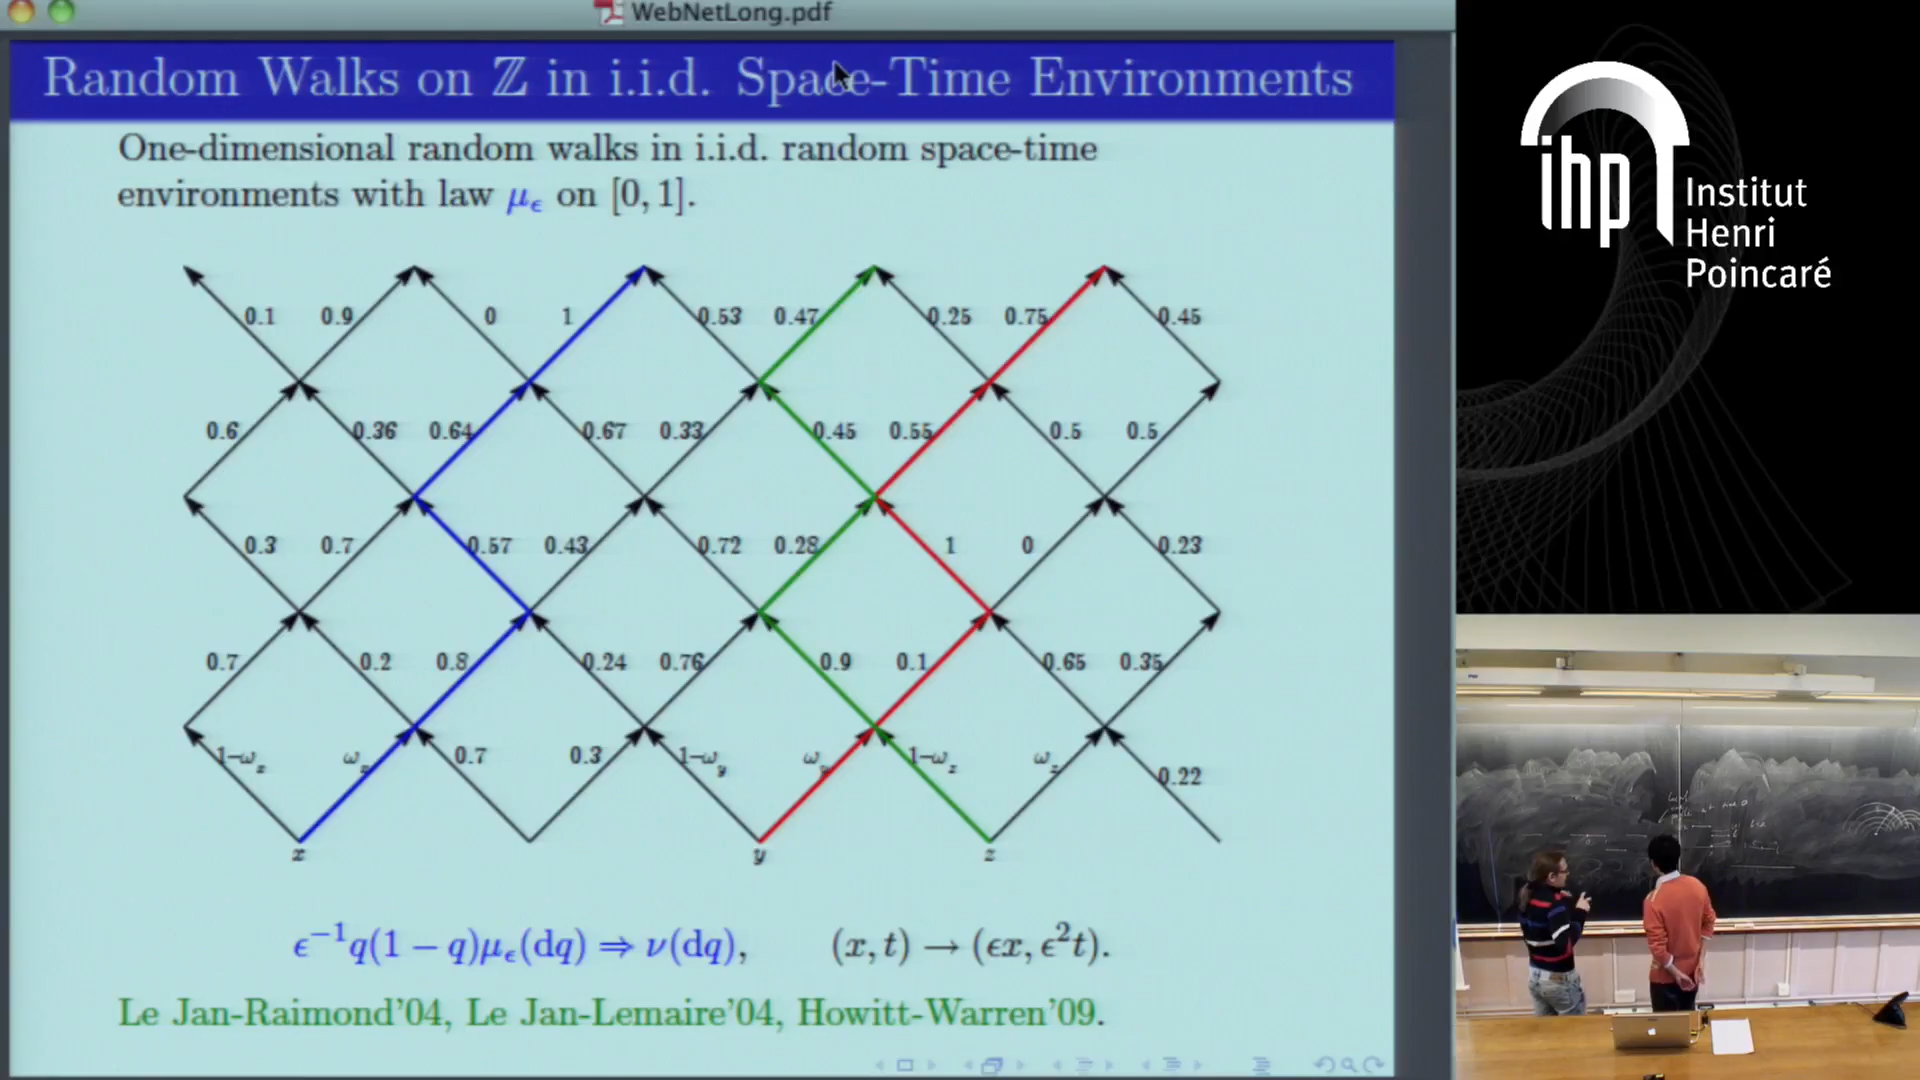 WebNetLong.pdf
Random Walks on ℤ in i.i.d. Space-Time Environments
One-dimensional random walks in i.i.d. random space-time
environments with law μ_ϵ on [0, 1].
0.1 0.9 0 1 0.53 0.47 0.25 0.75 0.45
0.6 0.36 0.64 0.67 0.33 0.45 0.55 0.5 0.5
0.3 0.7 0.57 0.43 0.72 0.28 1 0 0.23
0.7 0.2 0.8 0.24 0.76 0.9 0.1 0.65 0.35
1−ω_x ω_x 0.7 0.3 1−ω_y ω_y 1−ω_z ω_z 0.22
x y z
ϵ⁻¹q(1 − q)μ_ϵ(dq) ⇒ ν(dq), (x, t) → (ϵx, ϵ²t).
Le Jan-Raimond'04, Le Jan-Lemaire'04, Howitt-Warren'09.
ihp
Institut
Henri
Poincaré